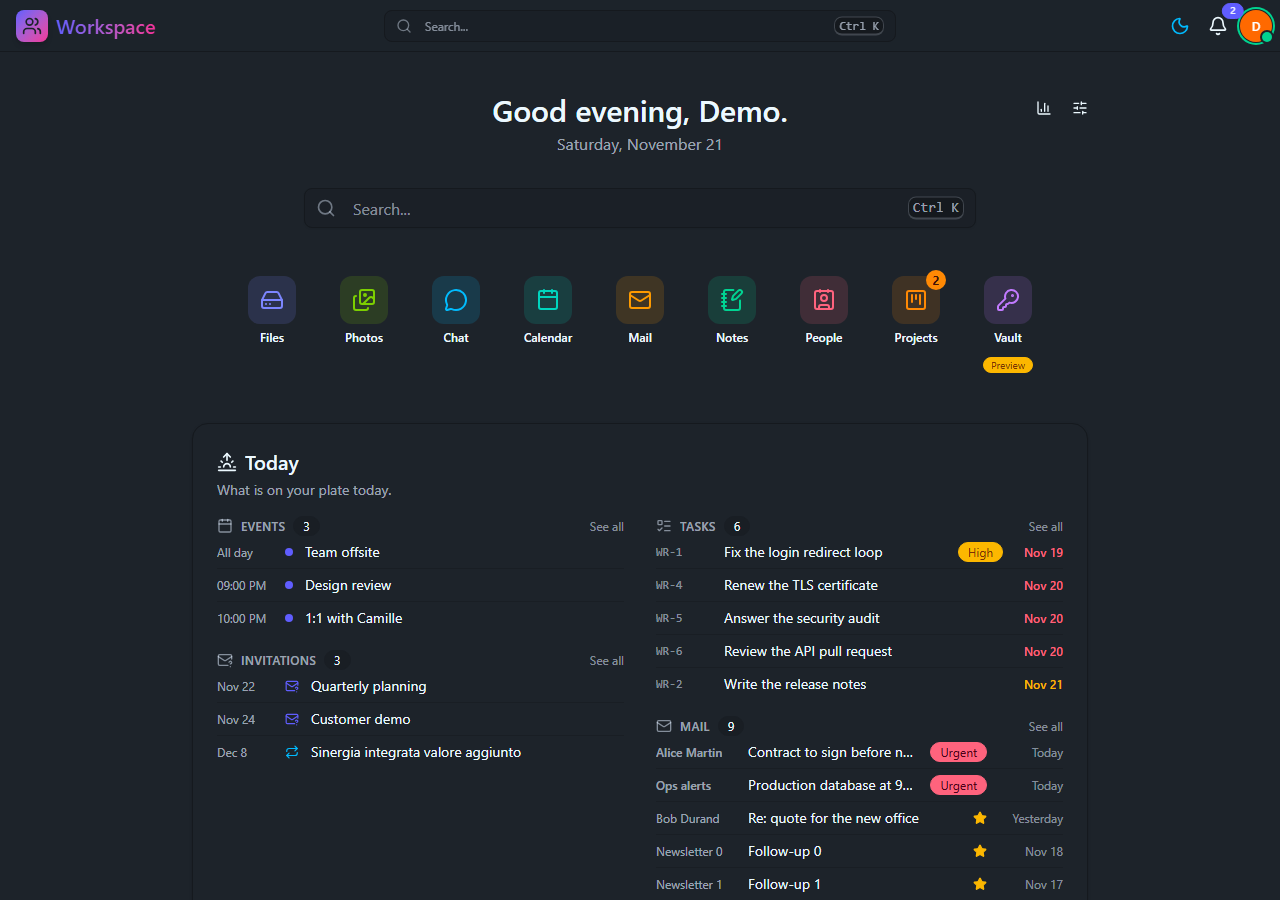 Workspace
Search...
Ctrl K
2
D
Good evening, Demo.
Saturday, November 21
Search...
Ctrl K
2
Files
Photos
Chat
Calendar
Mail
Notes
People
Projects
Vault
Preview
Today
What is on your plate today.
EVENTS 3 See all
All day Team offsite
09:00 PM Design review
10:00 PM 1:1 with Camille
INVITATIONS 3 See all
Nov 22 Quarterly planning
Nov 24 Customer demo
Dec 8 Sinergia integrata valore aggiunto
TASKS 6 See all
WR-1 Fix the login redirect loop High Nov 19
WR-4 Renew the TLS certificate Nov 20
WR-5 Answer the security audit Nov 20
WR-6 Review the API pull request Nov 20
WR-2 Write the release notes Nov 21
MAIL 9 See all
Alice Martin Contract to sign before n... Urgent Today
Ops alerts Production database at 9... Urgent Today
Bob Durand Re: quote for the new office Yesterday
Newsletter 0 Follow-up 0 Nov 18
Newsletter 1 Follow-up 1 Nov 17